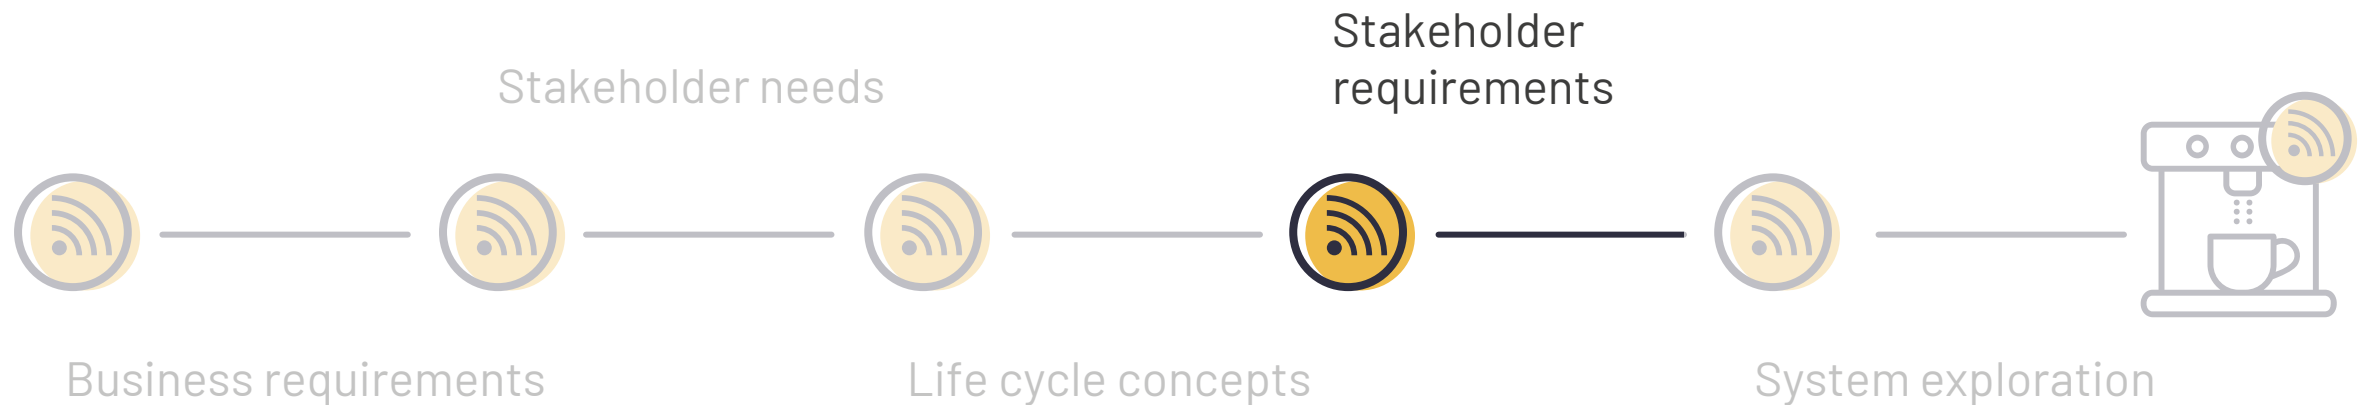 Stakeholder
requirements
Stakeholder needs
Business requirements
Life cycle concepts
System exploration